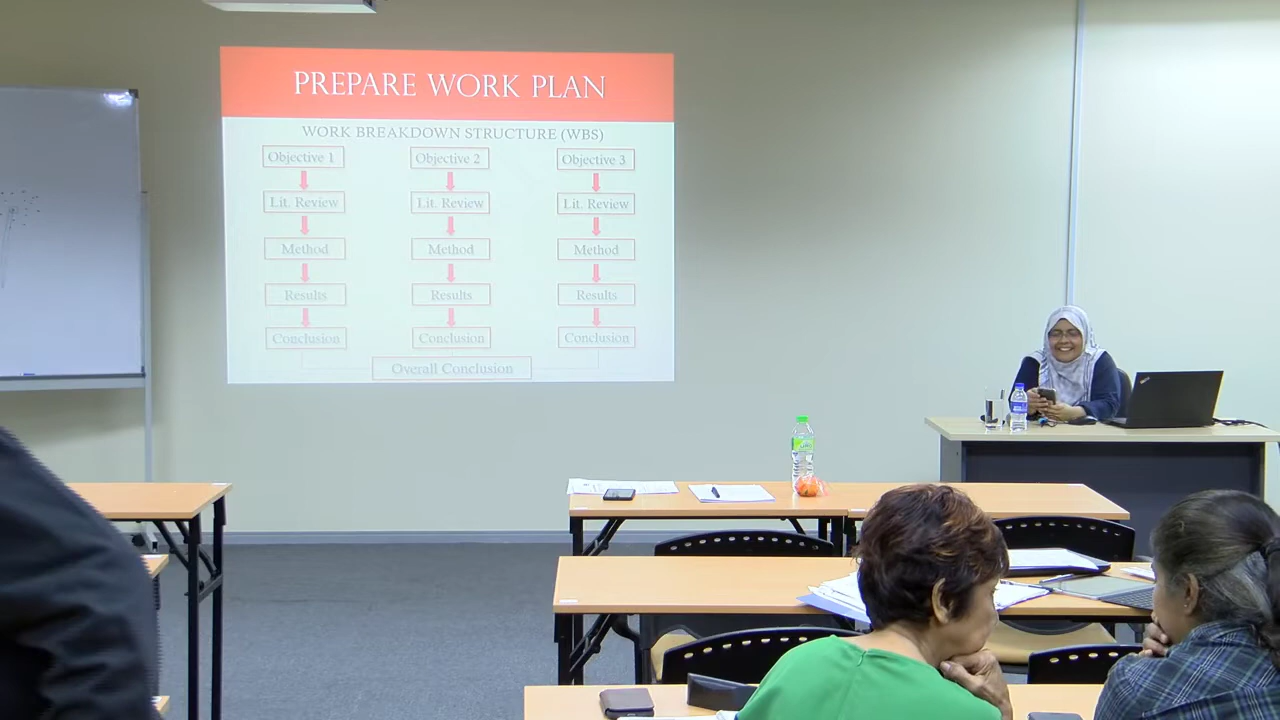 PREPARE WORK PLAN
WORK BREAKDOWN STRUCTURE (WBS)
Objective 1
Objective 2
Objective 3
Lit. Review
Lit. Review
Lit. Review
Method
Method
Method
Results
Results
Results
Conclusion
Conclusion
Conclusion
Overall Conclusion